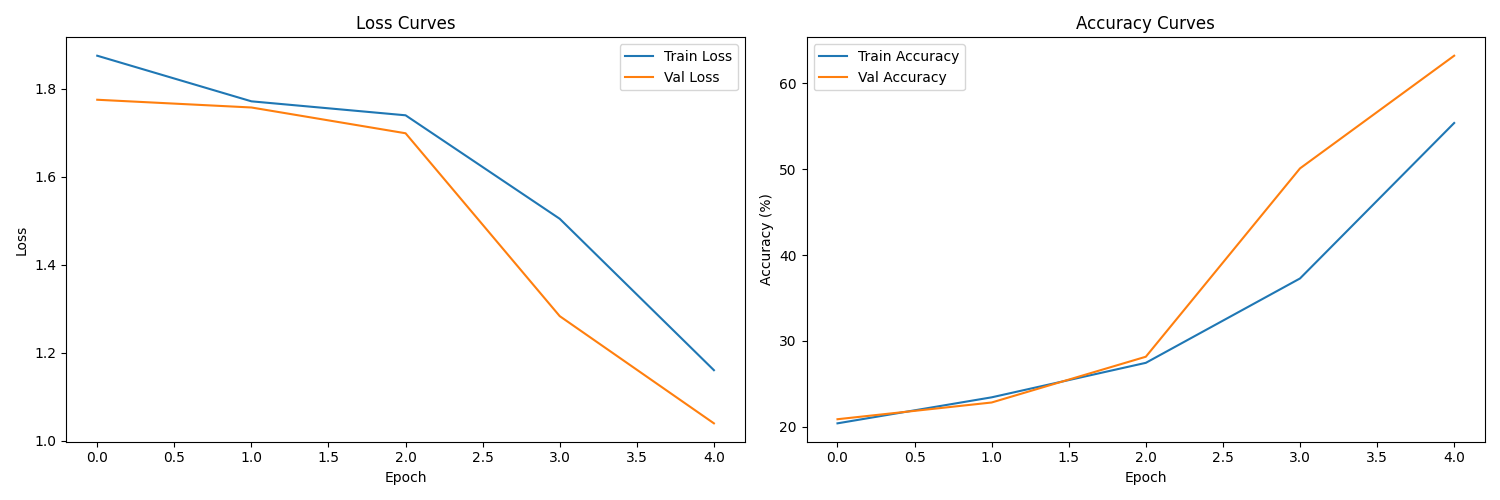 Loss Curves
Train Loss
Val Loss
1.8
1.6
1.4
1.2
1.0
Loss
0.0 0.5 1.0 1.5 2.0 2.5 3.0 3.5 4.0
Epoch
Accuracy Curves
Train Accuracy
Val Accuracy
60
50
40
30
20
Accuracy (%)
0.0 0.5 1.0 1.5 2.0 2.5 3.0 3.5 4.0
Epoch